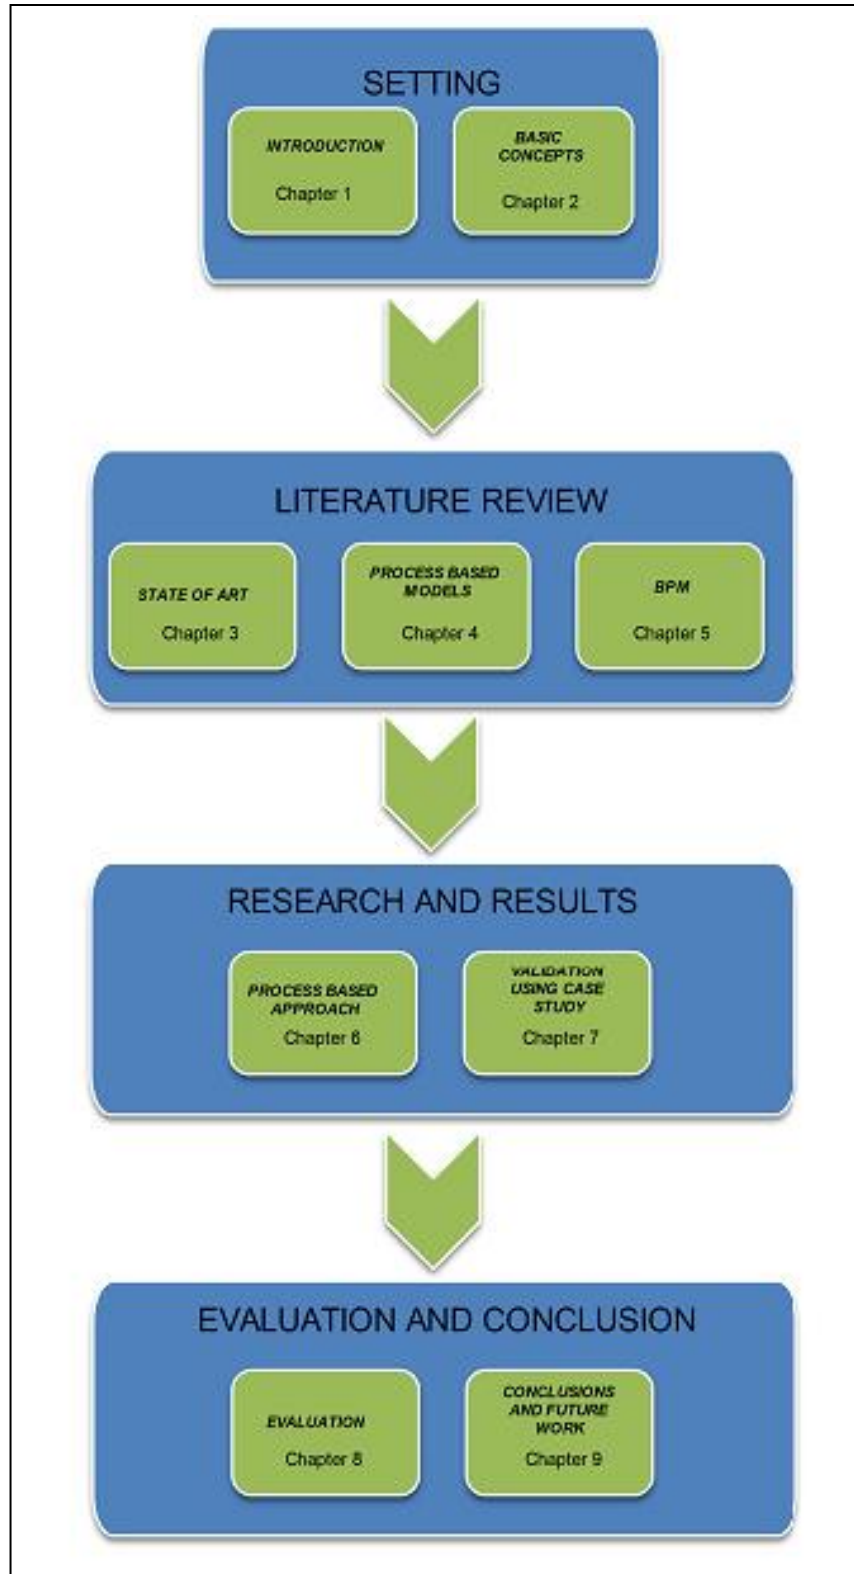 SETTING
INTRODUCTION
Chapter 1
BASIC
CONCEPTS
Chapter 2
LITERATURE REVIEW
STATE OF ART
Chapter 3
PROCESS BASED
MODELS
Chapter 4
BPM
Chapter 5
RESEARCH AND RESULTS
PROCESS BASED
APPROACH
Chapter 6
VALIDATION
USING CASE
STUDY
Chapter 7
EVALUATION AND CONCLUSION
EVALUATION
Chapter 8
CONCLUSIONS
AND FUTURE
WORK
Chapter 9